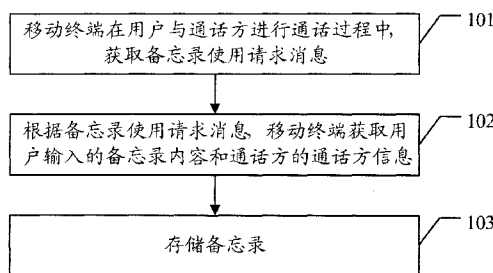 移动终端在用户与通话方进行通话过程中,
获取备忘录使用请求消息
101
根据备忘录使用请求消息, 移动终端获取用
户输入的备忘录内容和通话方的通话方信息
102
存储备忘录
103